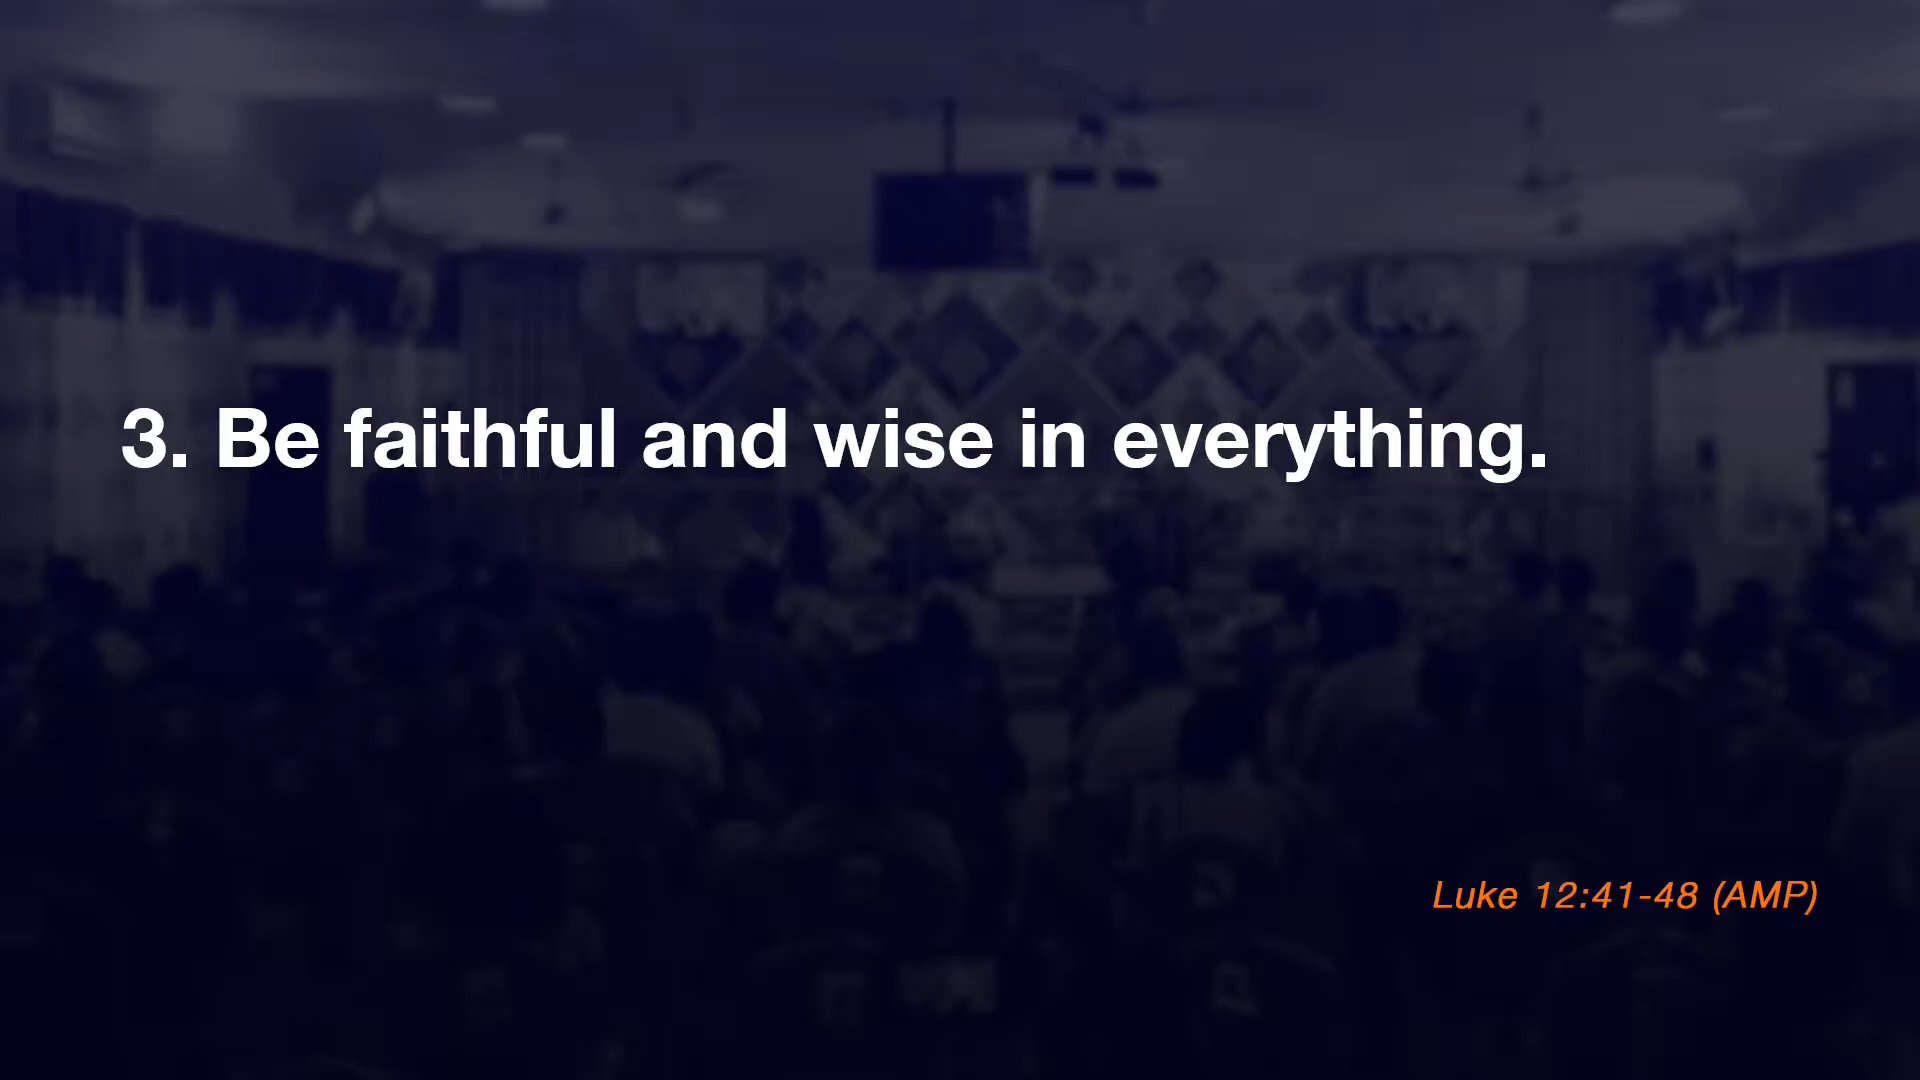 3. Be faithful and wise in everything.
Luke 12:41-48 (AMP)